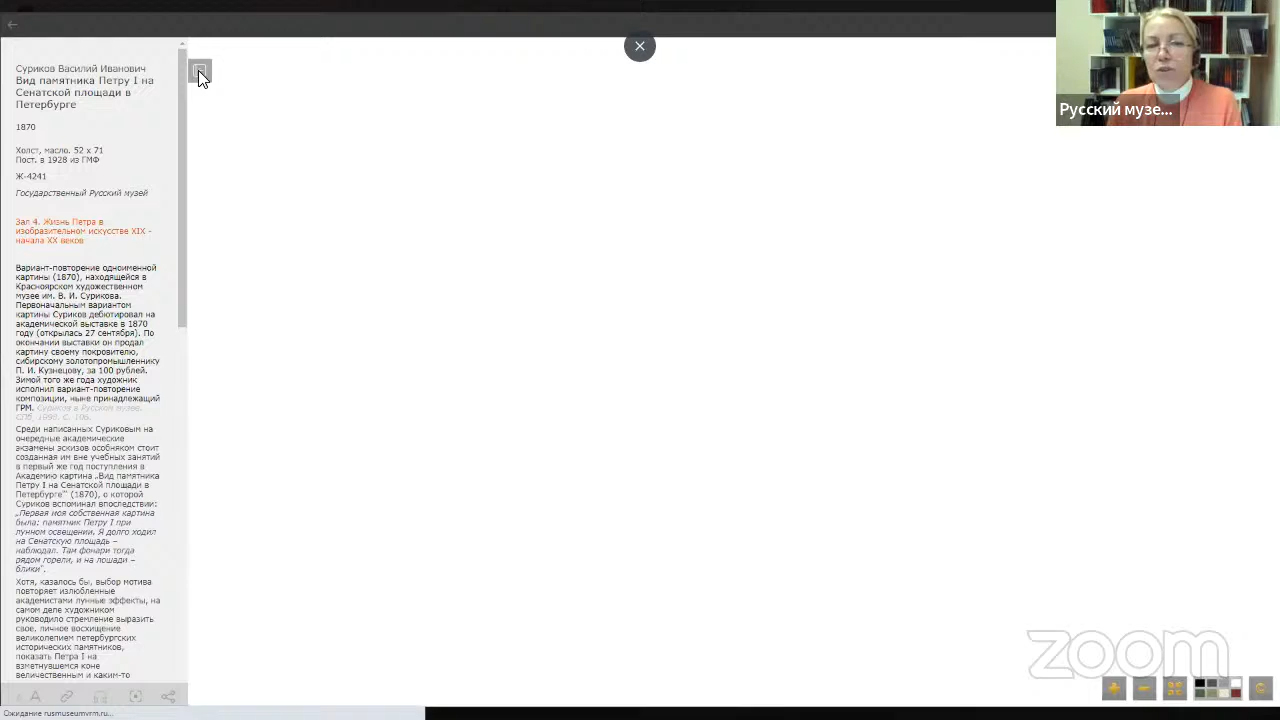 Суриков Василий Иванович
Вид памятника Петру I на
Сенатской площади в
Петербурге
1870
Холст, масло. 52 x 71
Пост. в 1928 из ГМФ
Ж-4241
Государственный Русский музей
Зал 4. Жизнь Петра в
изобразительном искусстве XIX -
начала XX веков
Вариант-повторение одноименной
картины (1870), находящейся в
Красноярском художественном
музее им. В. И. Сурикова.
Первоначальным вариантом
картины Суриков дебютировал на
академической выставке в 1870
году (открылась 27 сентября). По
окончании выставки он продал
картину своему покровителю,
сибирскому золотопромышленнику
П. И. Кузнецову, за 100 рублей.
Зимой того же года художник
исполнил вариант-повторение
композиции, ныне принадлежащий
ГРМ. Суриков в Русском музее.
СПб, 1998. С. 106.
Среди написанных Суриковым на
очередные академические
экзамены эскизов особняком стоит
созданная им вне учебных занятий
в первый же год поступления в
Академию картина „Вид памятника
Петру I на Сенатской площади в
Петербурге“ (1870), о которой
Суриков вспоминал впоследствии:
„Первая моя собственная картина
была: памятник Петру I при
лунном освещении. Я долго ходил
на Сенатскую площадь –
наблюдал. Там фонари тогда
рядом горели, и на лошади –
блики“.
Хотя, казалось бы, выбор мотива
повторяет излюбленные
академистами лунные эффекты, на
самом деле художником
руководило стремление выразить
свое, личное восхищение
великолепием петербургских
исторических памятников,
показать Петра I на
взметнувшемся коне
величественным и каким-то
A
Ожидание rusmuseumvrm.ru...
Русский музе...
zoom